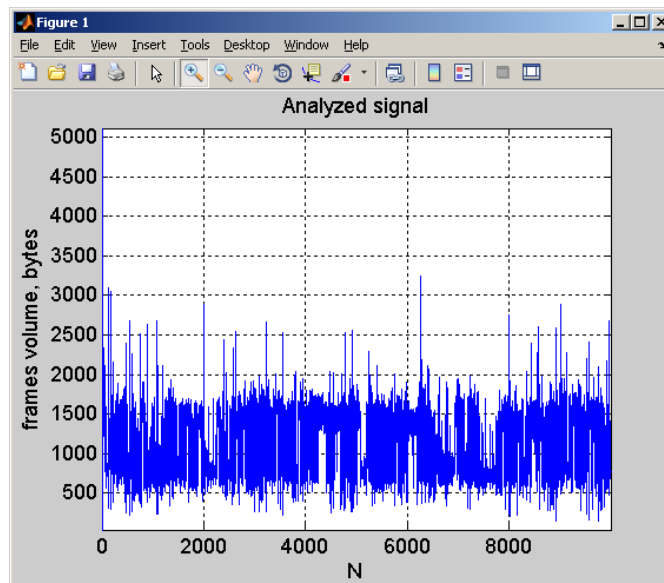 Figure 1
File Edit View Insert Tools Desktop Window Help
Analyzed signal
5000
4500
4000
3500
3000
2500
2000
1500
1000
500
frames volume, bytes
0 2000 4000 6000 8000
N